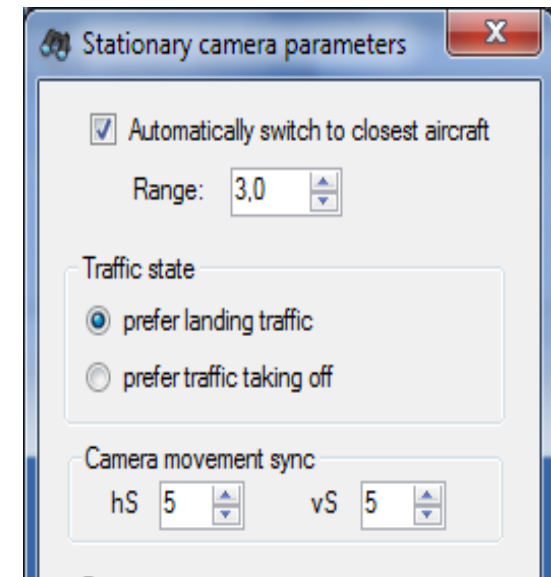 Stationary camera parameters
Automatically switch to closest aircraft
Range: 3,0
Traffic state
prefer landing traffic
prefer traffic taking off
Camera movement sync
hS 5 vS 5